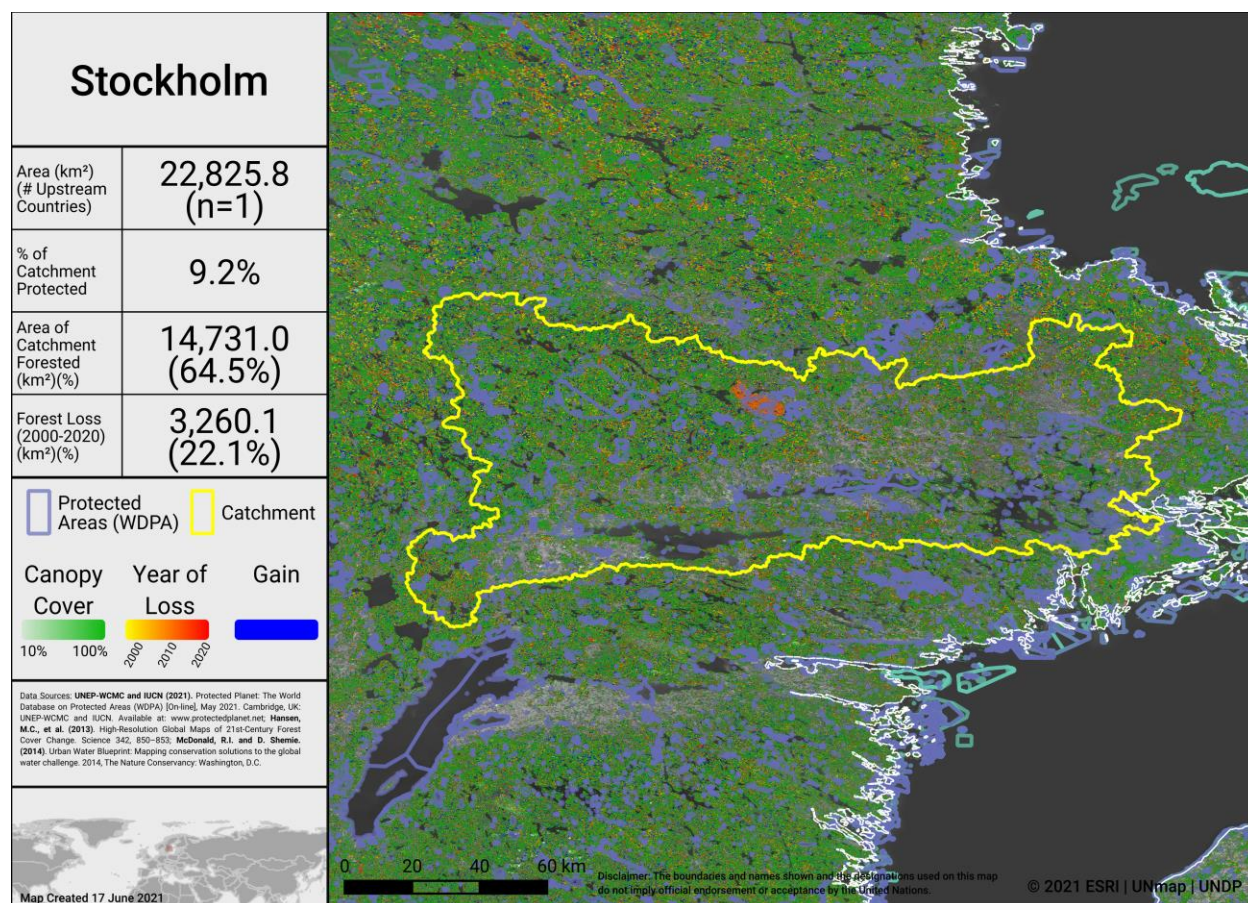 Stockholm
Area (km²)
(# Upstream
Countries)
22,825.8
(n=1)
% of
Catchment
Protected
9.2%
Area of
Catchment
Forested
(km²)(%)
14,731.0
(64.5%)
Forest Loss
(2000-2020)
(km²)(%)
3,260.1
(22.1%)
Protected
Areas (WDPA)
Catchment
Canopy
Cover
10% 100%
Year of
Loss
2000 2010 2020
Gain
Data Sources: UNEP-WCMC and IUCN (2021). Protected Planet: The World
Database on Protected Areas (WDPA) [On-line], May 2021. Cambridge, UK:
UNEP-WCMC and IUCN. Available at: www.protectedplanet.net; Hansen,
M.C., et al. (2013). High-Resolution Global Maps of 21st-Century Forest
Cover Change. Science 342, 850–853; McDonald, R.I. and D. Shemie.
(2014). Urban Water Blueprint: Mapping conservation solutions to the global
water challenge. 2014, The Nature Conservancy: Washington, D.C.
Map Created 17 June 2021
0 20 40 60 km
Disclaimer: The boundaries and names shown and the designations used on this map
do not imply official endorsement or acceptance by the United Nations.
© 2021 ESRI | UNmap | UNDP